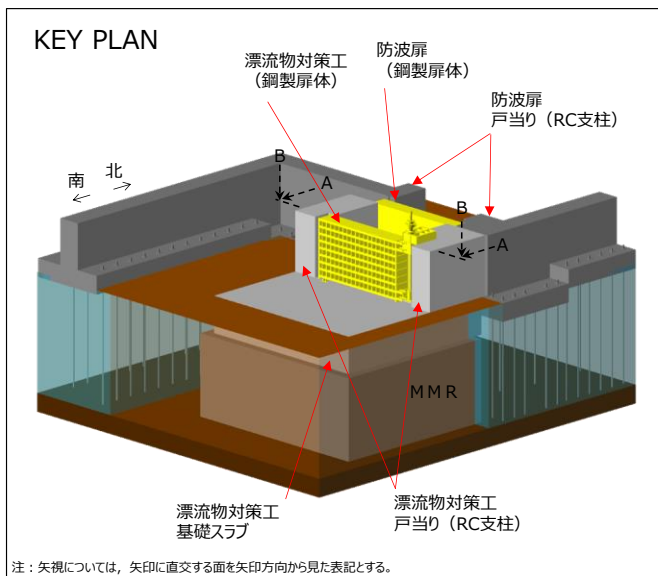 KEY PLAN
漂流物対策工
(鋼製扉体)
防波扉
(鋼製扉体)
防波扉
戸当り(RC支柱)
南
北
B
A
B
A
MMR
漂流物対策工
基礎スラブ
漂流物対策工
戸当り(RC支柱)
注:矢視については,矢印に直交する面を矢印方向から見た表記とする。